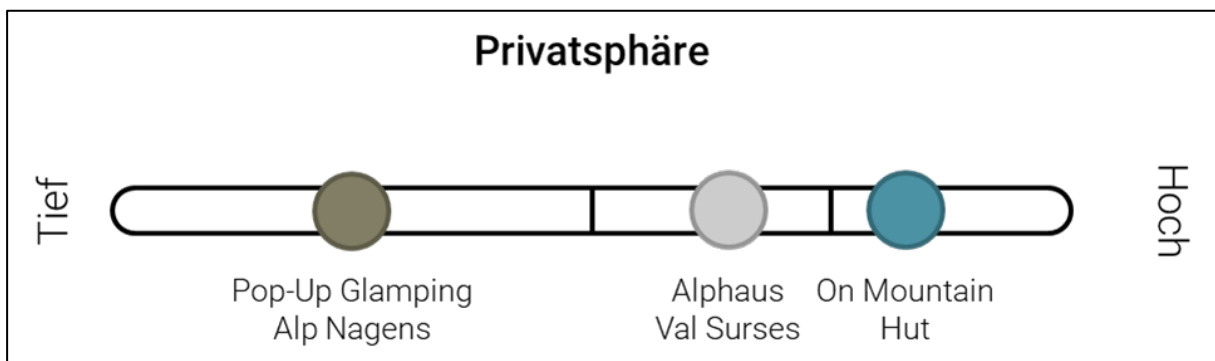 Privatsphäre
Tief
Hoch
Pop-Up Glamping
Alp Nagens
Alphaus
Val Surses
On Mountain
Hut